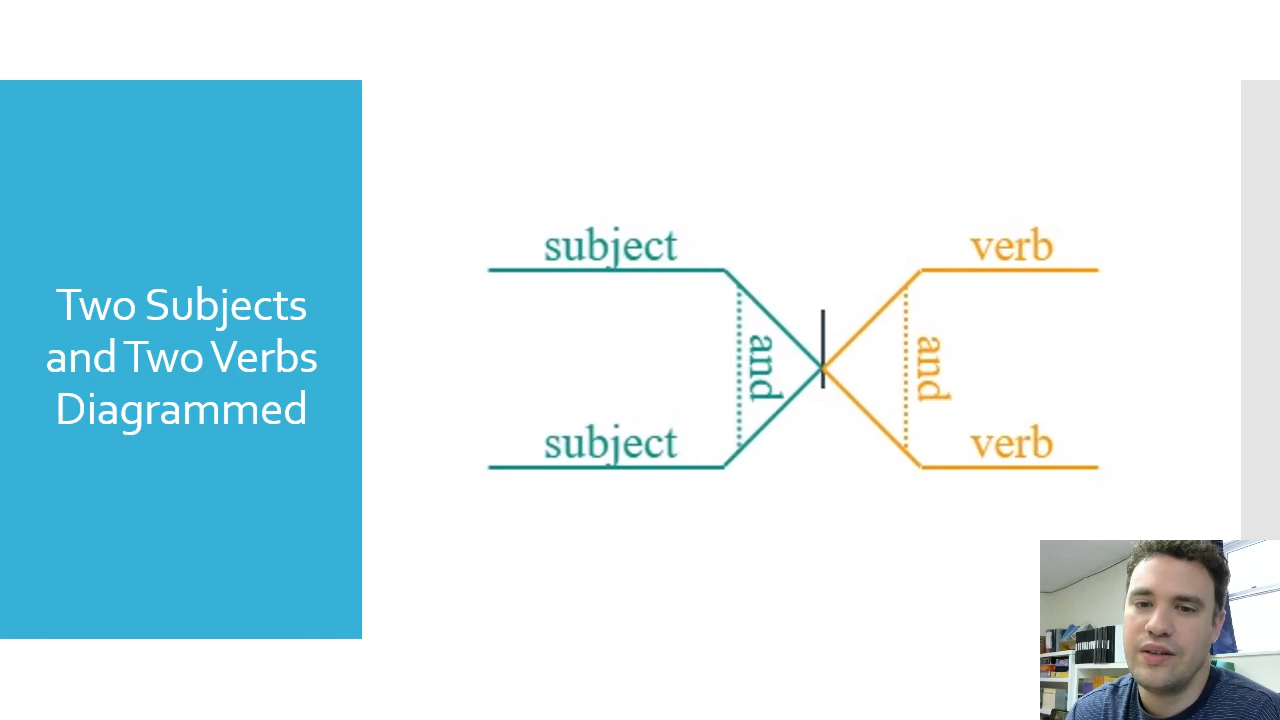 Two Subjects
and Two Verbs
Diagrammed
subject
verb
and
and
subject
verb